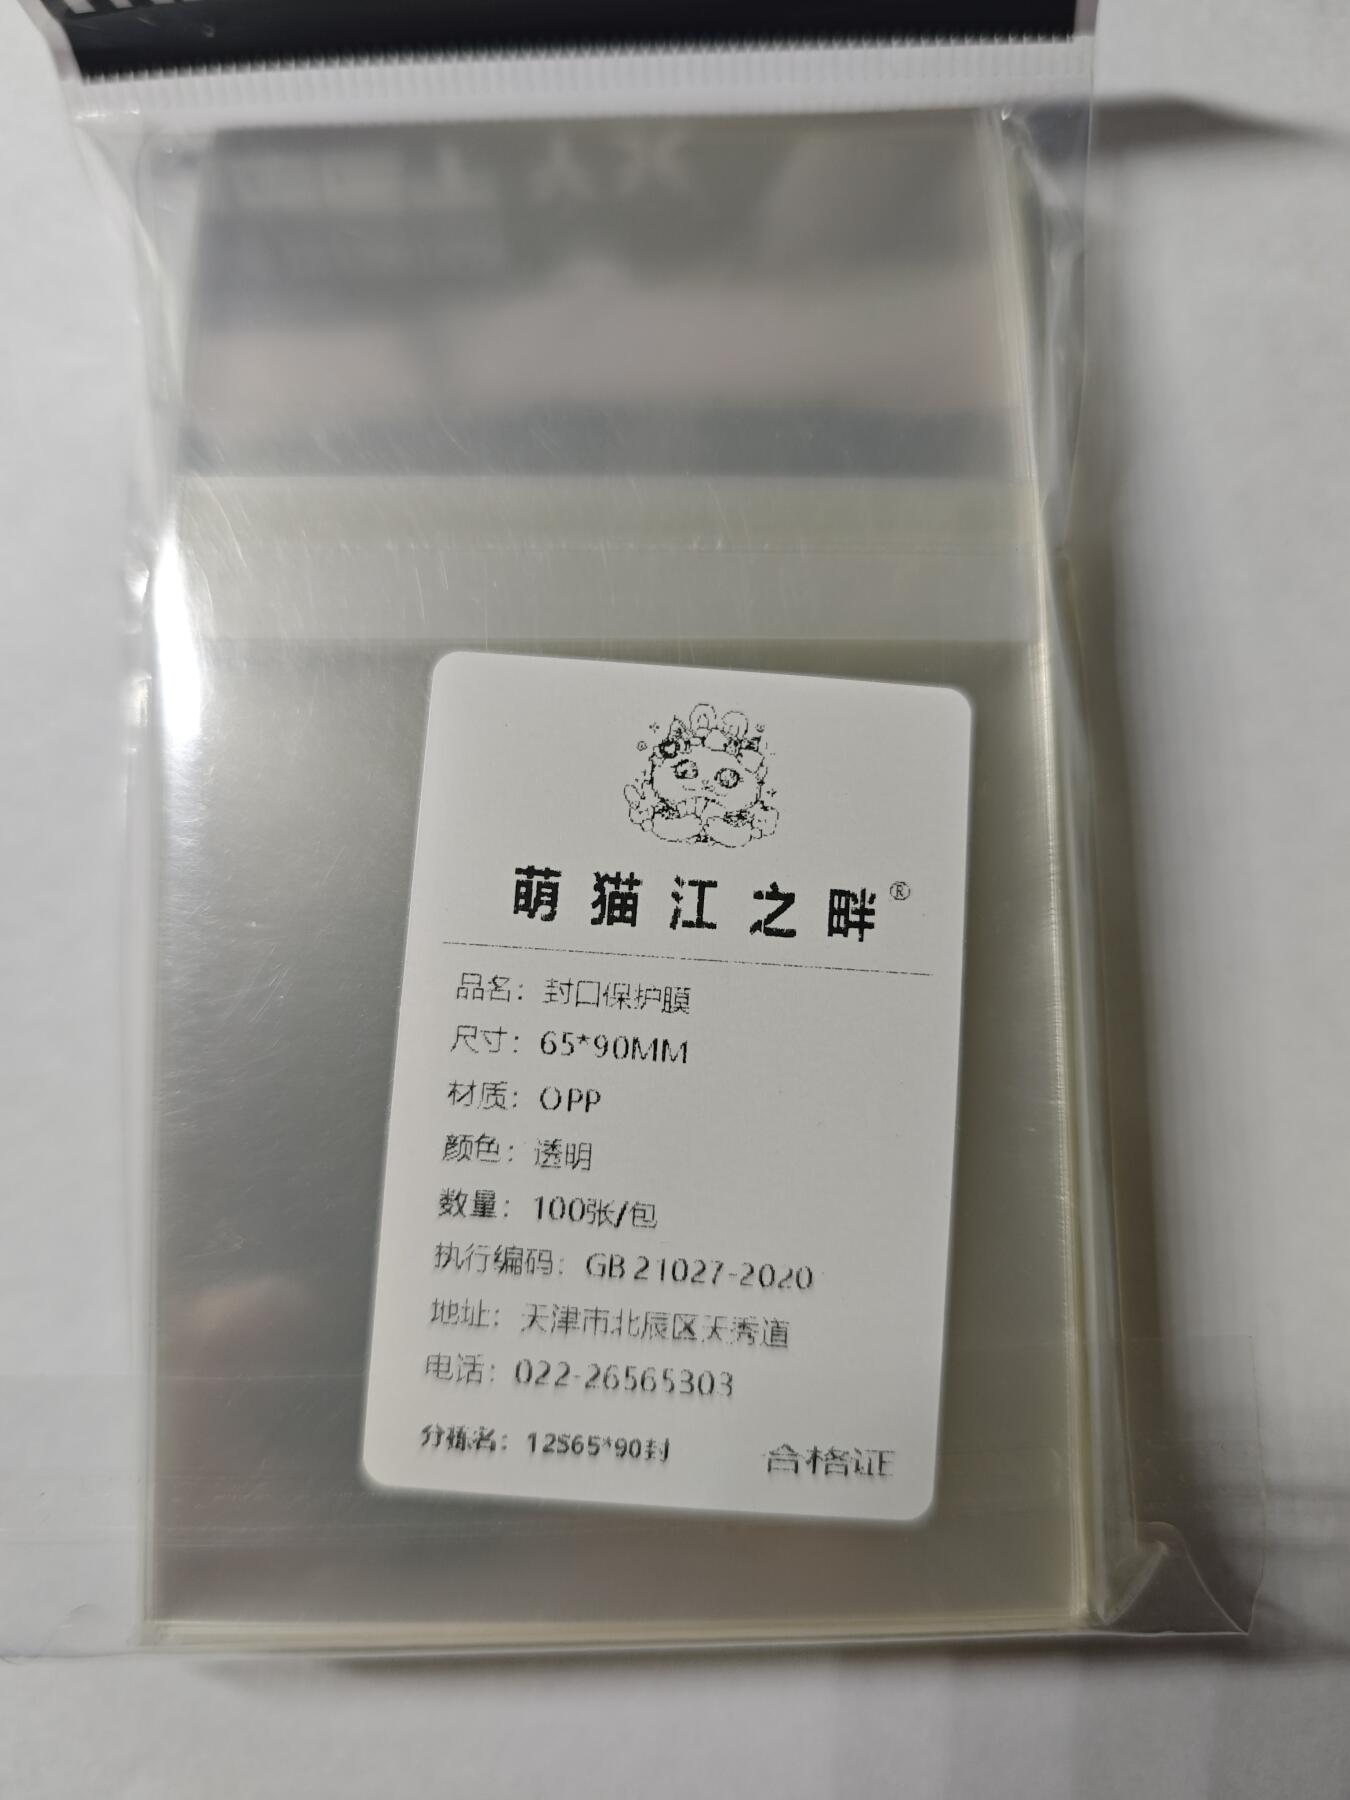 萌猫江之畔®
品名：封口保护膜
尺寸：65*90MM
材质：OPP
颜色：透明
数量：100张/包
执行编码：GB 21027-2020
地址：天津市北辰区天秀道
电话：022-26565303
分拣名：12S65*90封
合格证